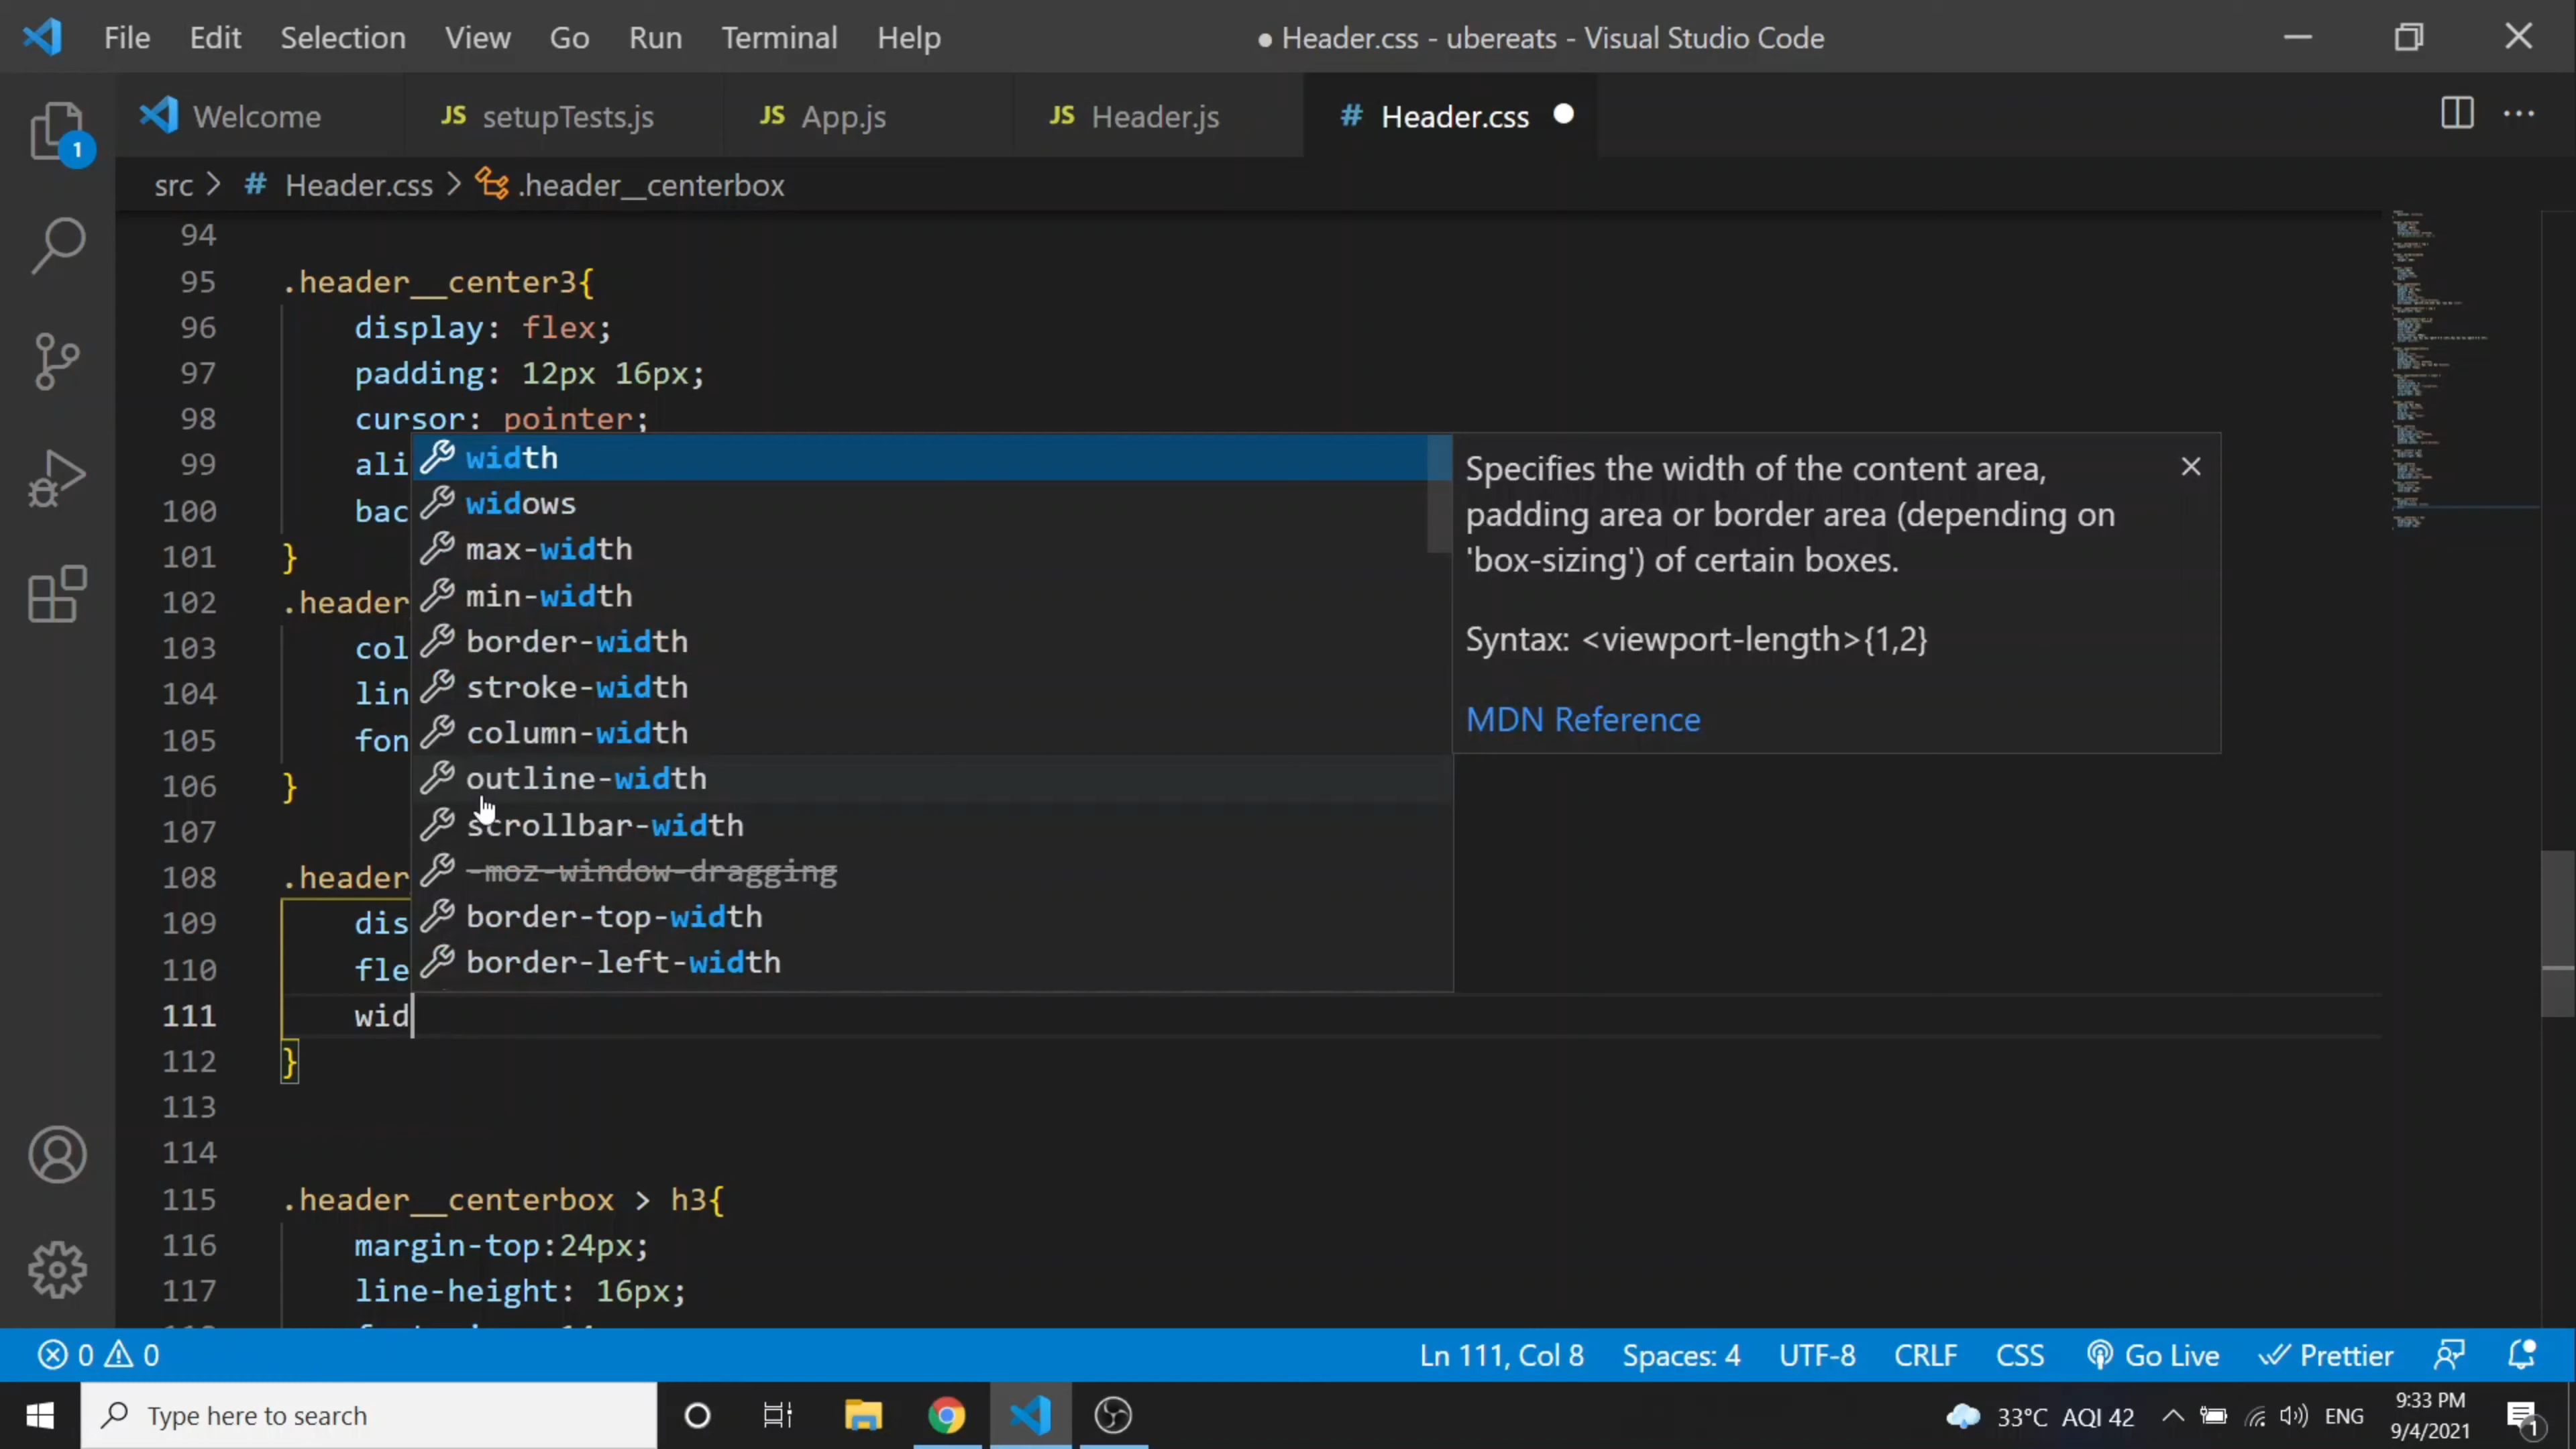 File Edit Selection View Go Run Terminal Help
● Header.css - ubereats - Visual Studio Code
Welcome
JS setupTests.js
JS App.js
JS Header.js
# Header.css
1
src > # Header.css > .header__centerbox
94
95 .header__center3{
96 display: flex;
97 padding: 12px 16px;
98 cursor: pointer;
99 ali
100 bac
101 }
102 .header
103 col
104 lin
105 fon
106 }
107
108 .header
109 dis
110 fle
111 wid
112 }
113
114
115 .header__centerbox > h3{
116 margin-top:24px;
117 line-height: 16px;
width
widows
max-width
min-width
border-width
stroke-width
column-width
outline-width
scrollbar-width
-moz-window-dragging
border-top-width
border-left-width
Specifies the width of the content area,
padding area or border area (depending on
'box-sizing') of certain boxes.
Syntax: <viewport-length>{1,2}
MDN Reference
0 0
Ln 111, Col 8 Spaces: 4 UTF-8 CRLF CSS Go Live Prettier
Type here to search
33°C AQI 42
ENG
9:33 PM
9/4/2021
1